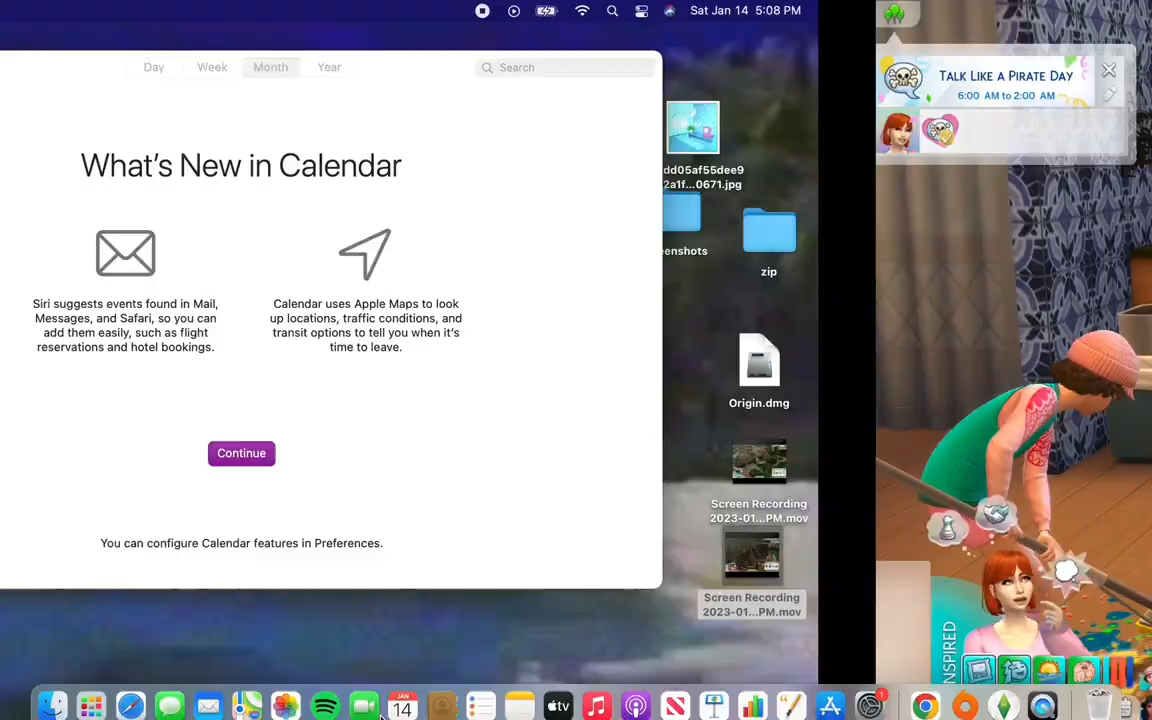 Sat Jan 14 5:08 PM
Day Week Month Year
Search
What's New in Calendar
Siri suggests events found in Mail,
Messages, and Safari, so you can
add them easily, such as flight
reservations and hotel bookings.
Calendar uses Apple Maps to look
up locations, traffic conditions, and
transit options to tell you when it's
time to leave.
Continue
You can configure Calendar features in Preferences.
dd05af55dee9
2a1f...0671.jpg
eenshots
zip
Origin.dmg
Screen Recording
2023-01...PM.mov
Screen Recording
2023-01...PM.mov
TALK LIKE A PIRATE DAY
6:00 AM to 2:00 AM
INSPIRED
JAN
14
tv
1